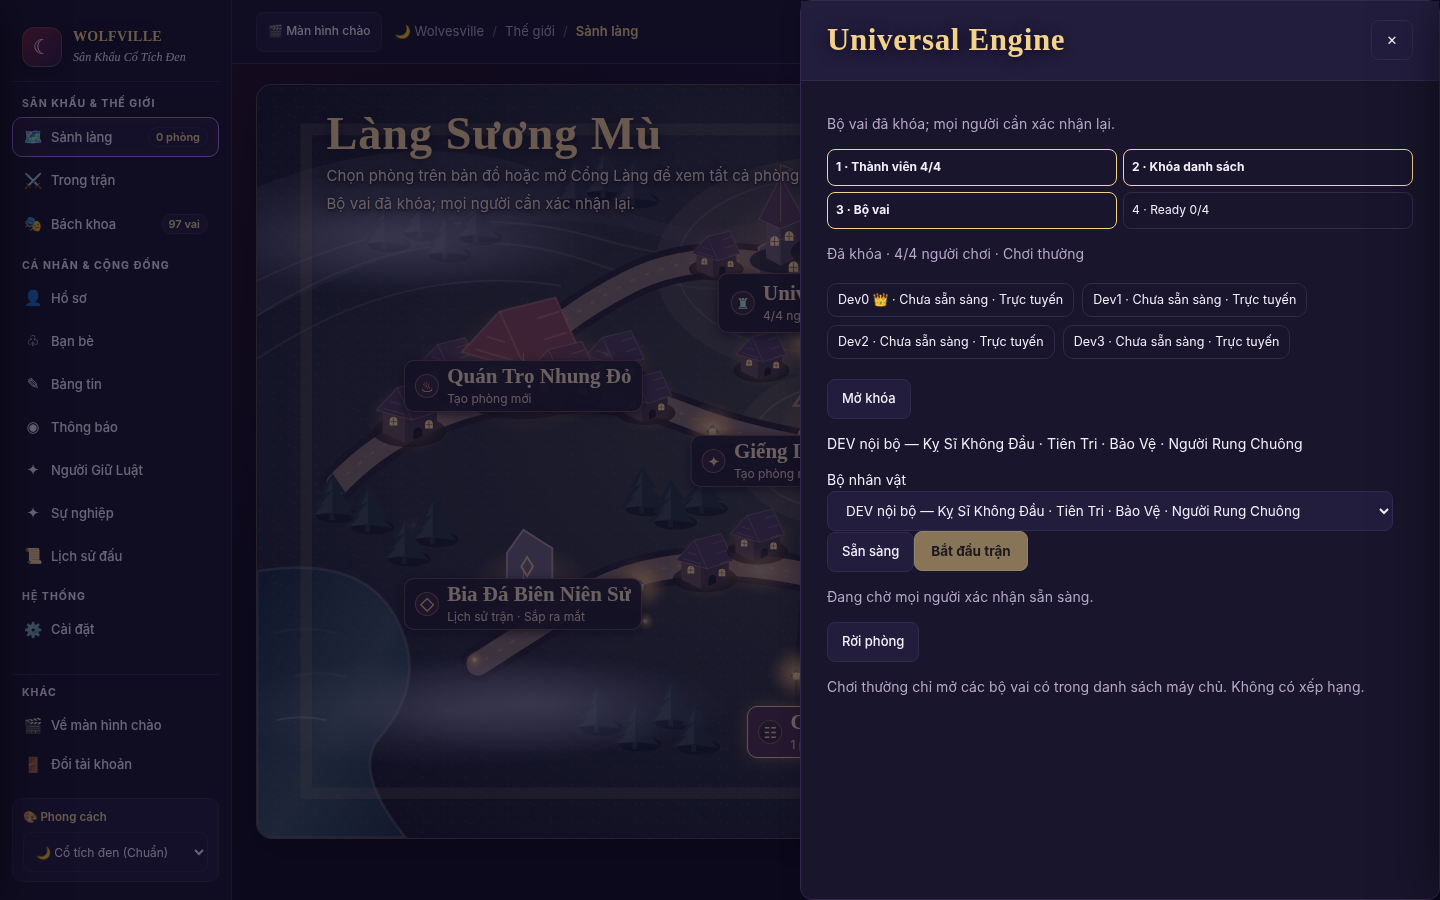 WOLFVILLE
Sân Khấu Cổ Tích Đen
SÂN KHẤU & THẾ GIỚI
Sảnh làng
0 phòng
Trong trận
Bách khoa
97 vai
CÁ NHÂN & CỘNG ĐỒNG
Hồ sơ
Bạn bè
Bảng tin
Thông báo
Người Giữ Luật
Sự nghiệp
Lịch sử đấu
HỆ THỐNG
Cài đặt
KHÁC
Về màn hình chào
Đổi tài khoản
Phong cách
Cổ tích đen (Chuẩn)
Màn hình chào
Wolvesville / Thế giới / Sảnh làng
Làng Sương Mù
Chọn phòng trên bản đồ hoặc mở Cổng Làng để xem tất cả phòng
Bộ vai đã khóa; mọi người cần xác nhận lại.
4/4
Quán Trọ Nhung Đỏ
Tạo phòng mới
Giếng
Tạo phòng
Bia Đá Biên Niên Sử
Lịch sử trận · Sắp ra mắt
Universal Engine
×
Bộ vai đã khóa; mọi người cần xác nhận lại.
1 · Thành viên 4/4
2 · Khóa danh sách
3 · Bộ vai
4 · Ready 0/4
Đã khóa · 4/4 người chơi · Chơi thường
Dev0 👑 · Chưa sẵn sàng · Trực tuyến
Dev1 · Chưa sẵn sàng · Trực tuyến
Dev2 · Chưa sẵn sàng · Trực tuyến
Dev3 · Chưa sẵn sàng · Trực tuyến
Mở khóa
DEV nội bộ — Kỵ Sĩ Không Đầu · Tiên Tri · Bảo Vệ · Người Rung Chuông
Bộ nhân vật
DEV nội bộ — Kỵ Sĩ Không Đầu · Tiên Tri · Bảo Vệ · Người Rung Chuông
Sẵn sàng
Bắt đầu trận
Đang chờ mọi người xác nhận sẵn sàng.
Rời phòng
Chơi thường chỉ mở các bộ vai có trong danh sách máy chủ. Không có xếp hạng.